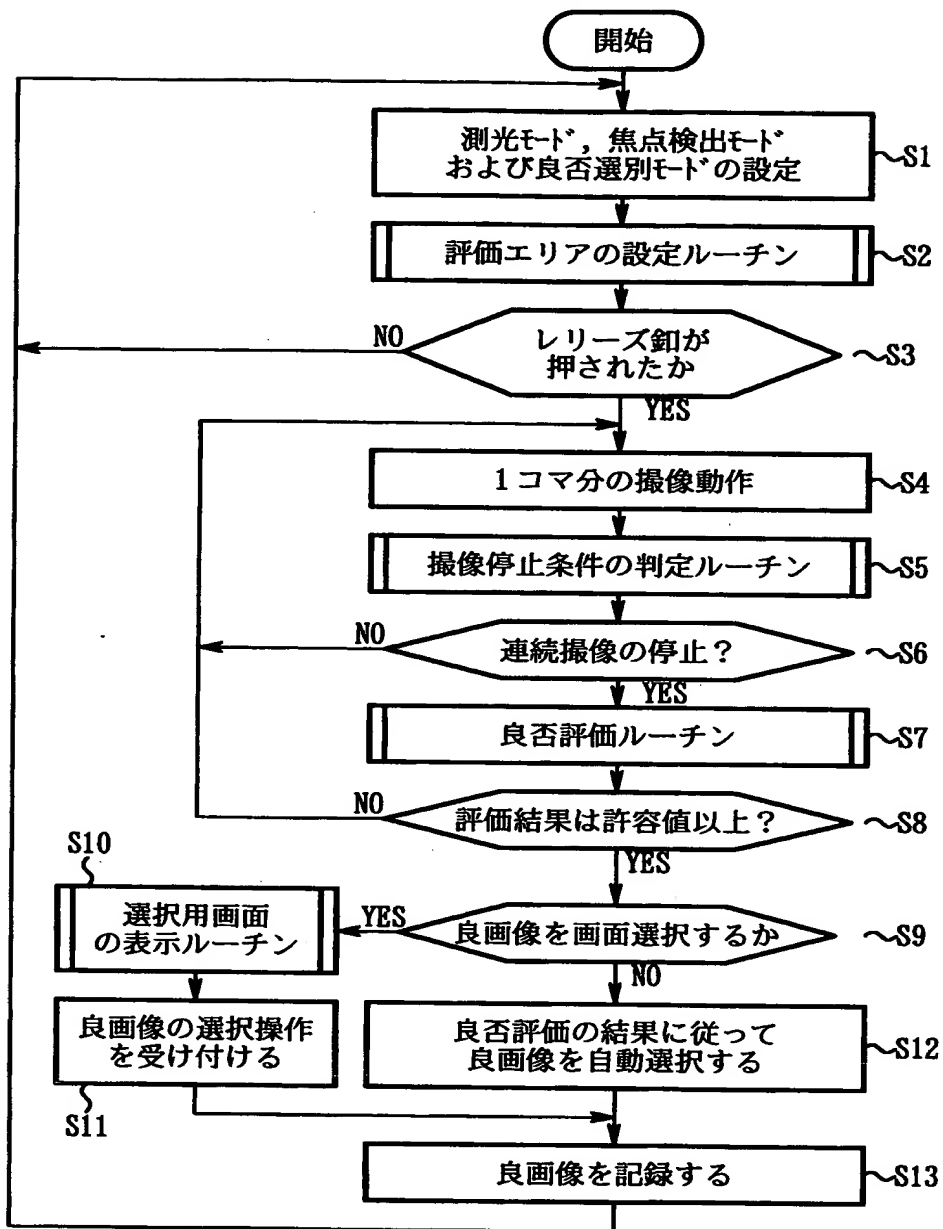 開始
測光モード，焦点検出モード
および良否選別モードの設定
~S1
評価エリアの設定ルーチン
~S2
レリーズ釦が
押されたか
~S3
NO
YES
1コマ分の撮像動作
~S4
撮像停止条件の判定ルーチン
~S5
連続撮像の停止？
~S6
NO
YES
良否評価ルーチン
~S7
評価結果は許容値以上？
~S8
NO
YES
良画像を画面選択するか
~S9
YES
NO
S10
選択用画面
の表示ルーチン
良画像の選択操作
を受け付ける
S11
良否評価の結果に従って
良画像を自動選択する
~S12
良画像を記録する
~S13